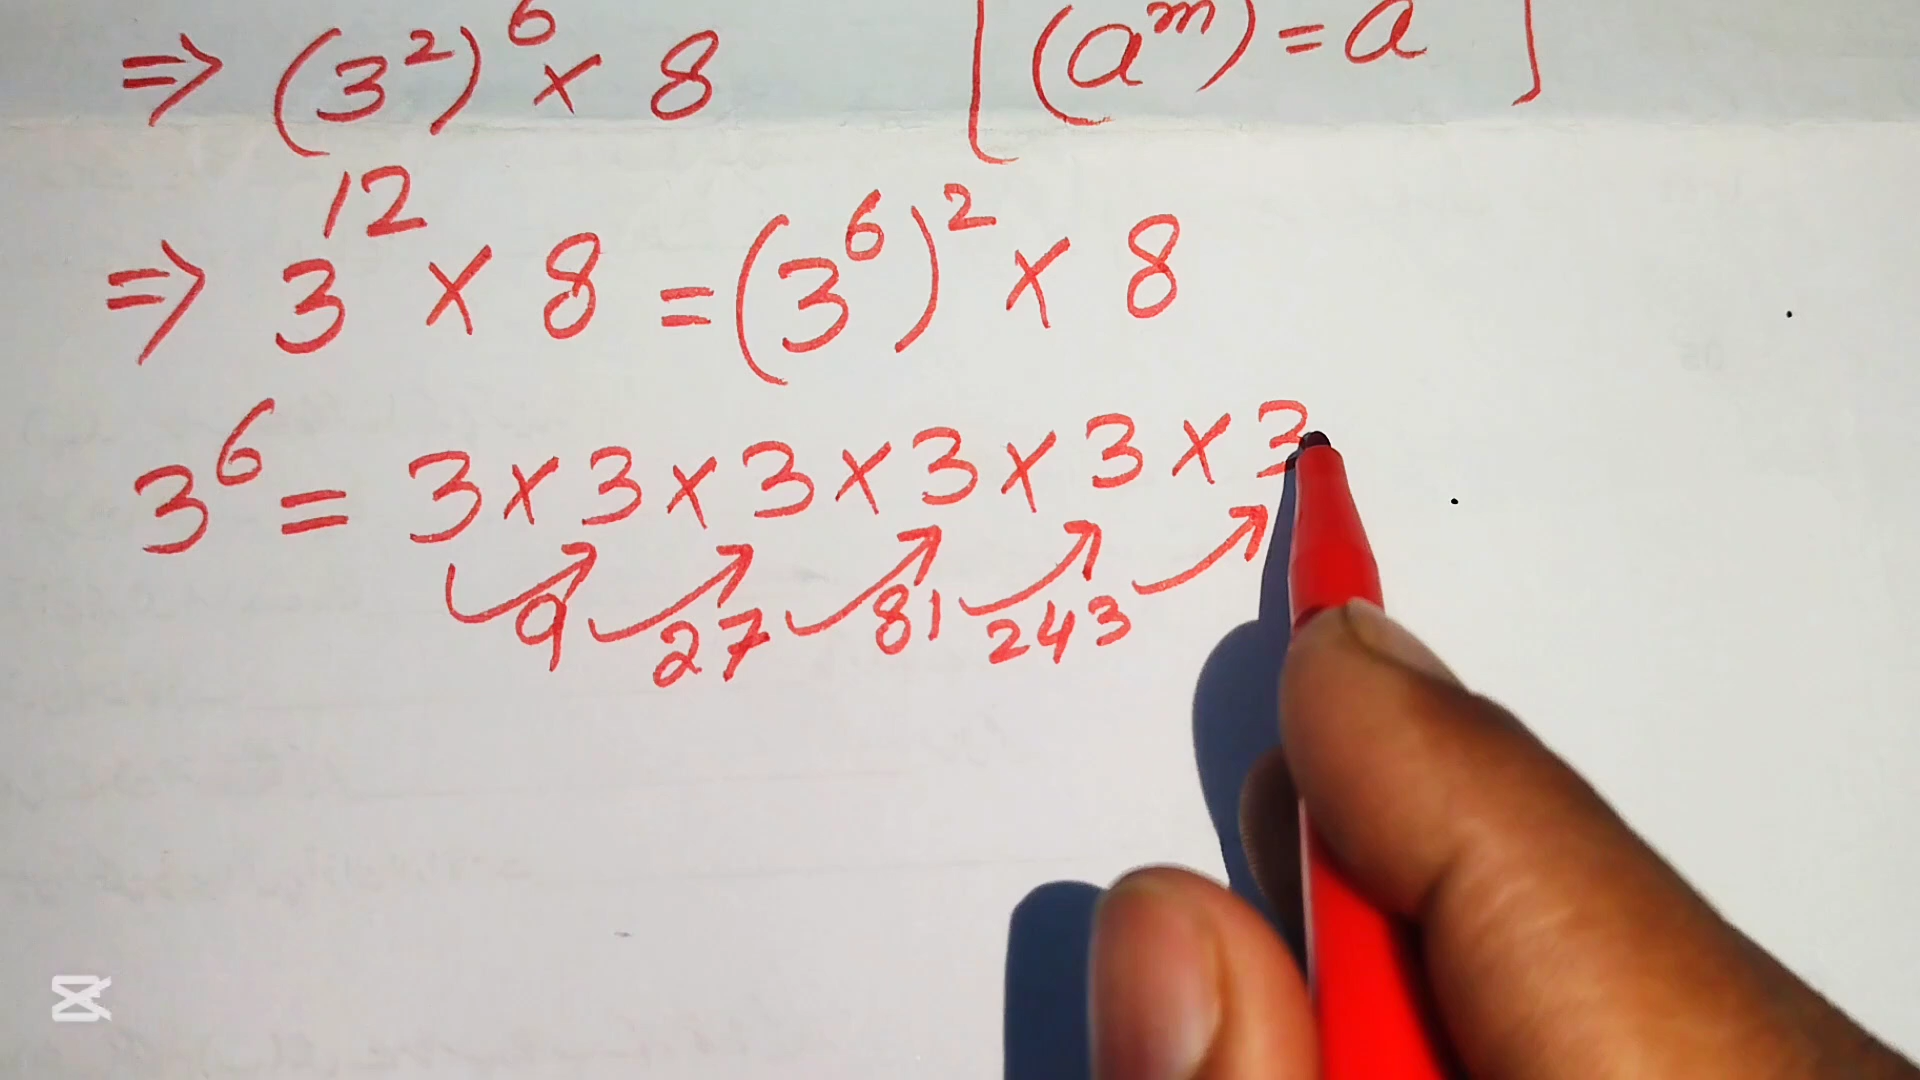 ⇒ (3²)⁶ × 8 [(aᵐ) = a ]
⇒ 3¹² × 8 = (3⁶)² × 8
3⁶ = 3 × 3 × 3 × 3 × 3 × 3
9 27 81 243